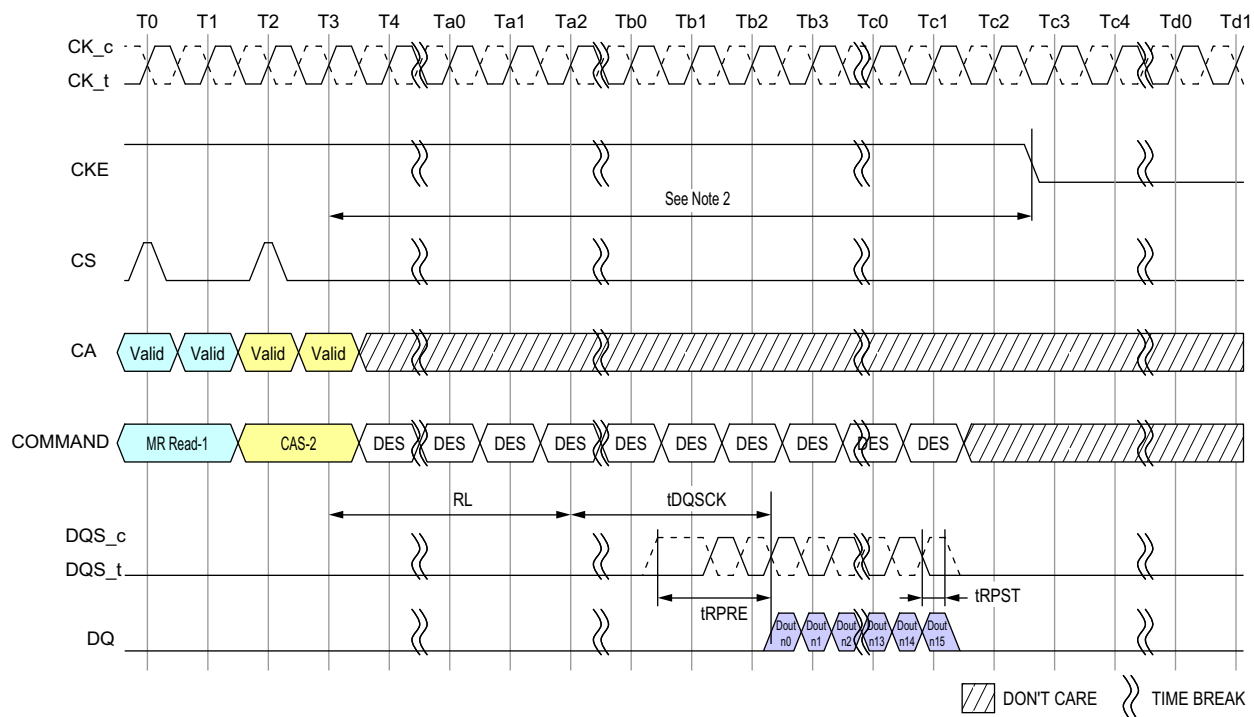 T0 T1 T2 T3 T4 Ta0 Ta1 Ta2 Tb0 Tb1 Tb2 Tb3 Tc0 Tc1 Tc2 Tc3 Tc4 Td0 Td1
CK_c
CK_t
CKE
See Note 2
CS
CA Valid Valid Valid Valid
COMMAND MR Read-1 CAS-2 DES DES DES DES DES DES DES DES DES DES
RL tDQSCK
DQS_c
DQS_t
tRPRE tRPST
DQ Dout n0 Dout n1 Dout n2 Dout n13 Dout n14 Dout n15
DON'T CARE TIME BREAK